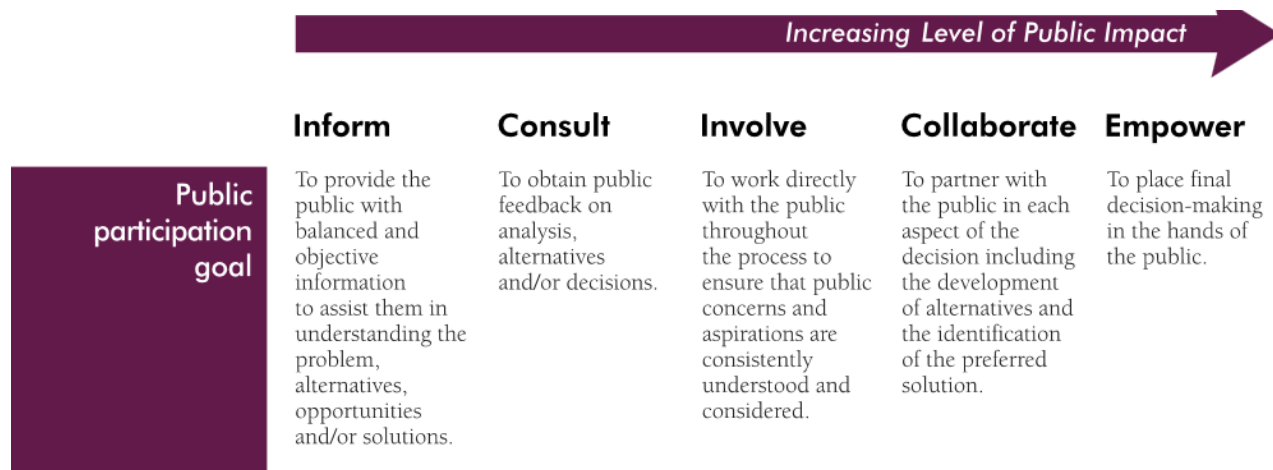 Increasing Level of Public Impact
Inform
Consult
Involve
Collaborate
Empower
Public
participation
goal
To provide the
public with
balanced and
objective
information
to assist them in
understanding the
problem,
alternatives,
opportunities
and/or solutions.
To obtain public
feedback on
analysis,
alternatives
and/or decisions.
To work directly
with the public
throughout
the process to
ensure that public
concerns and
aspirations are
consistently
understood and
considered.
To partner with
the public in each
aspect of the
decision including
the development
of alternatives and
the identification
of the preferred
solution.
To place final
decision-making
in the hands of
the public.